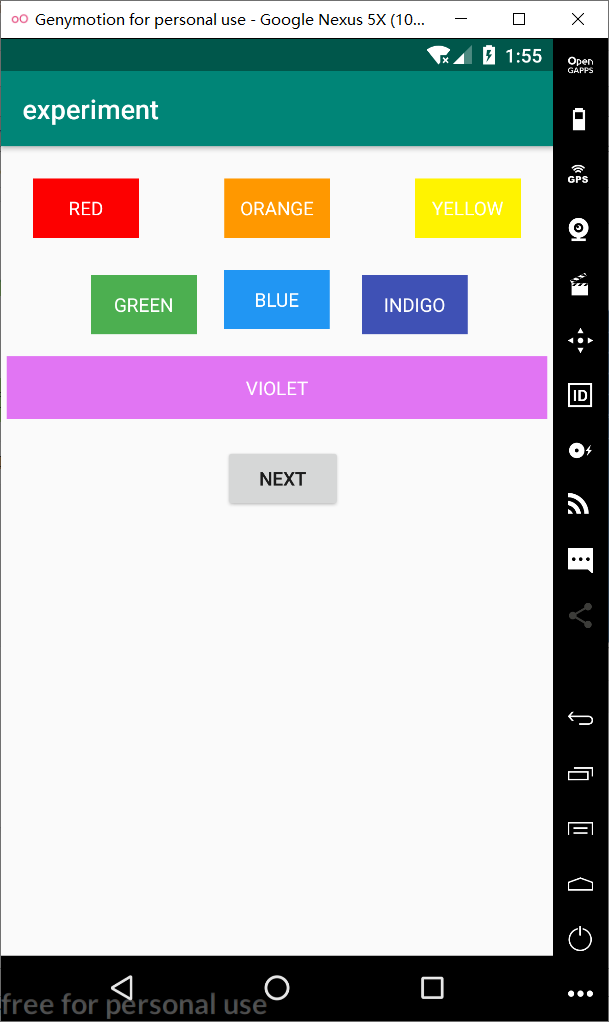 Genymotion for personal use - Google Nexus 5X (10...
1:55
experiment
Open
GAPPS
GPS
RED ORANGE YELLOW
GREEN BLUE INDIGO
VIOLET
ID
NEXT
free for personal use